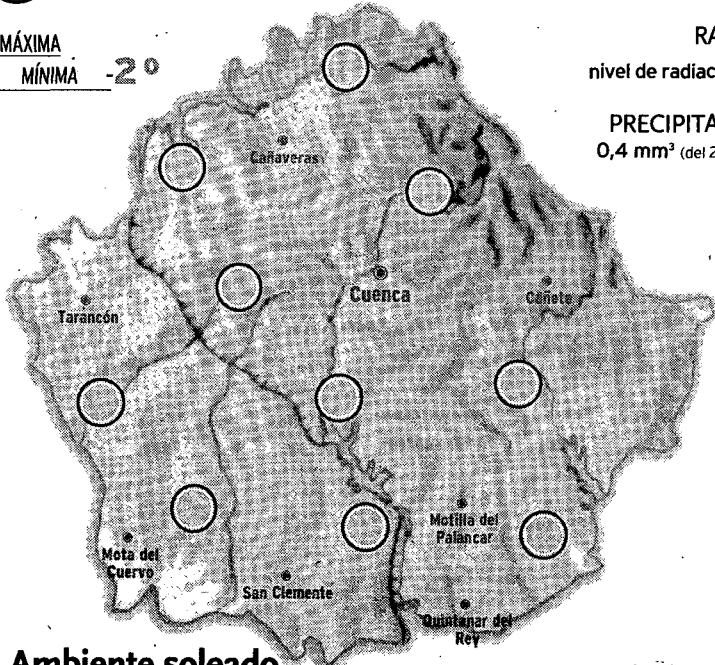 MÁXIMA
MÍNIMA -2º
RA
nivel de radiac
PRECIPITA
0,4 mm³ (del 2
Cañaveras
Cuenca
Cañete
Tarancón
Motilla del
Palancar
Mota del
Cuervo
San Clemente
Quintanar del
Rey
Ambiente soleado